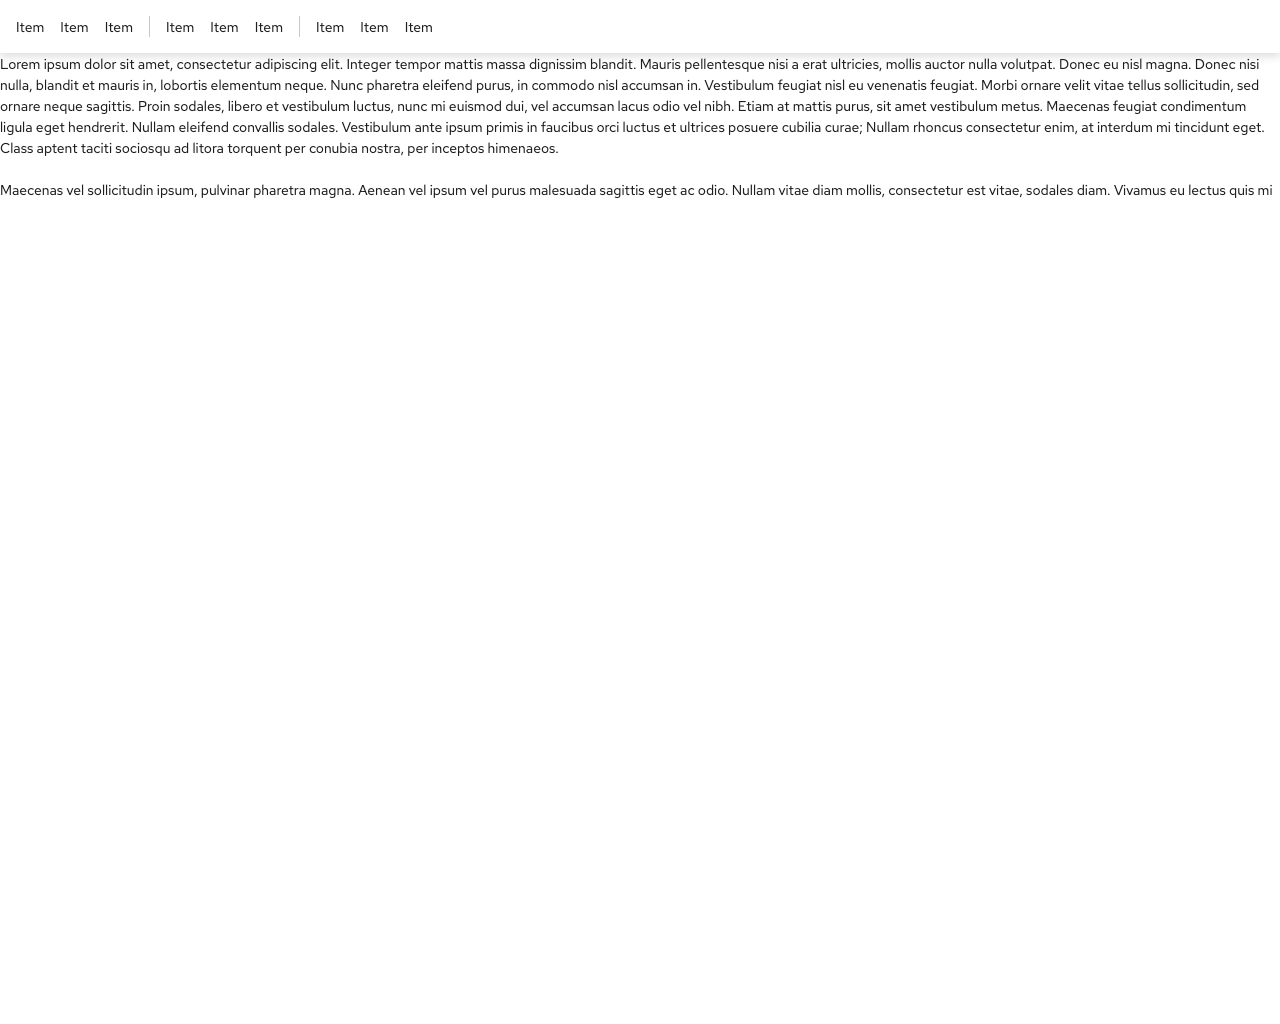 Item Item Item Item Item Item Item Item Item
Lorem ipsum dolor sit amet, consectetur adipiscing elit. Integer tempor mattis massa dignissim blandit. Mauris pellentesque nisi a erat ultricies, mollis auctor nulla volutpat. Donec eu nisl magna. Donec nisi
nulla, blandit et mauris in, lobortis elementum neque. Nunc pharetra eleifend purus, in commodo nisl accumsan in. Vestibulum feugiat nisl eu venenatis feugiat. Morbi ornare velit vitae tellus sollicitudin, sed
ornare neque sagittis. Proin sodales, libero et vestibulum luctus, nunc mi euismod dui, vel accumsan lacus odio vel nibh. Etiam at mattis purus, sit amet vestibulum metus. Maecenas feugiat condimentum
ligula eget hendrerit. Nullam eleifend convallis sodales. Vestibulum ante ipsum primis in faucibus orci luctus et ultrices posuere cubilia curae; Nullam rhoncus consectetur enim, at interdum mi tincidunt eget.
Class aptent taciti sociosqu ad litora torquent per conubia nostra, per inceptos himenaeos.
Maecenas vel sollicitudin ipsum, pulvinar pharetra magna. Aenean vel ipsum vel purus malesuada sagittis eget ac odio. Nullam vitae diam mollis, consectetur est vitae, sodales diam. Vivamus eu lectus quis mi